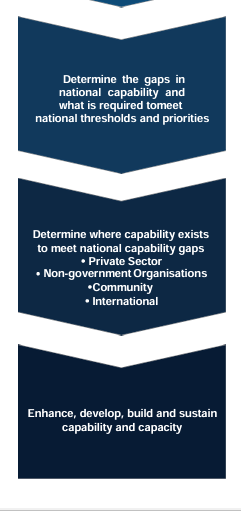 Determine the gaps in
national capability and
what is required tomeet
national thresholds and priorities
Determine where capability exists
to meet national capability gaps
• Private Sector
• Non-government Organisations
•Community
• International
Enhance, develop, build and sustain
capability and capacity